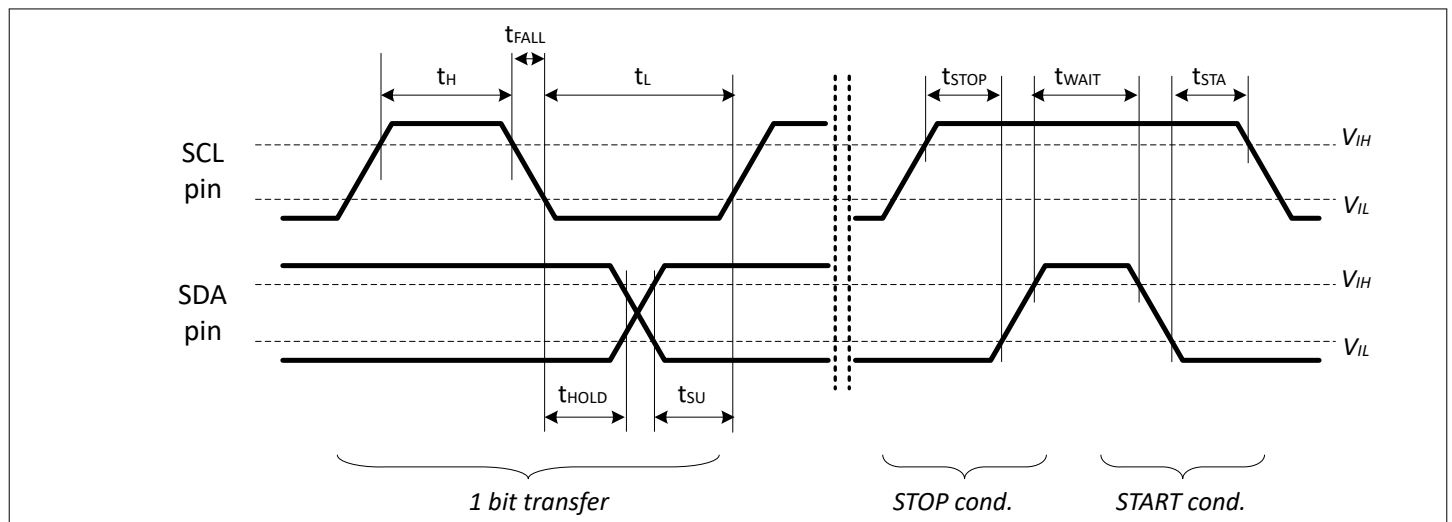 tFALL
tH tL tSTOP tWAIT tSTA
SCL pin
VIH
VIL
SDA pin
VIH
VIL
tHOLD tSU
1 bit transfer STOP cond. START cond.